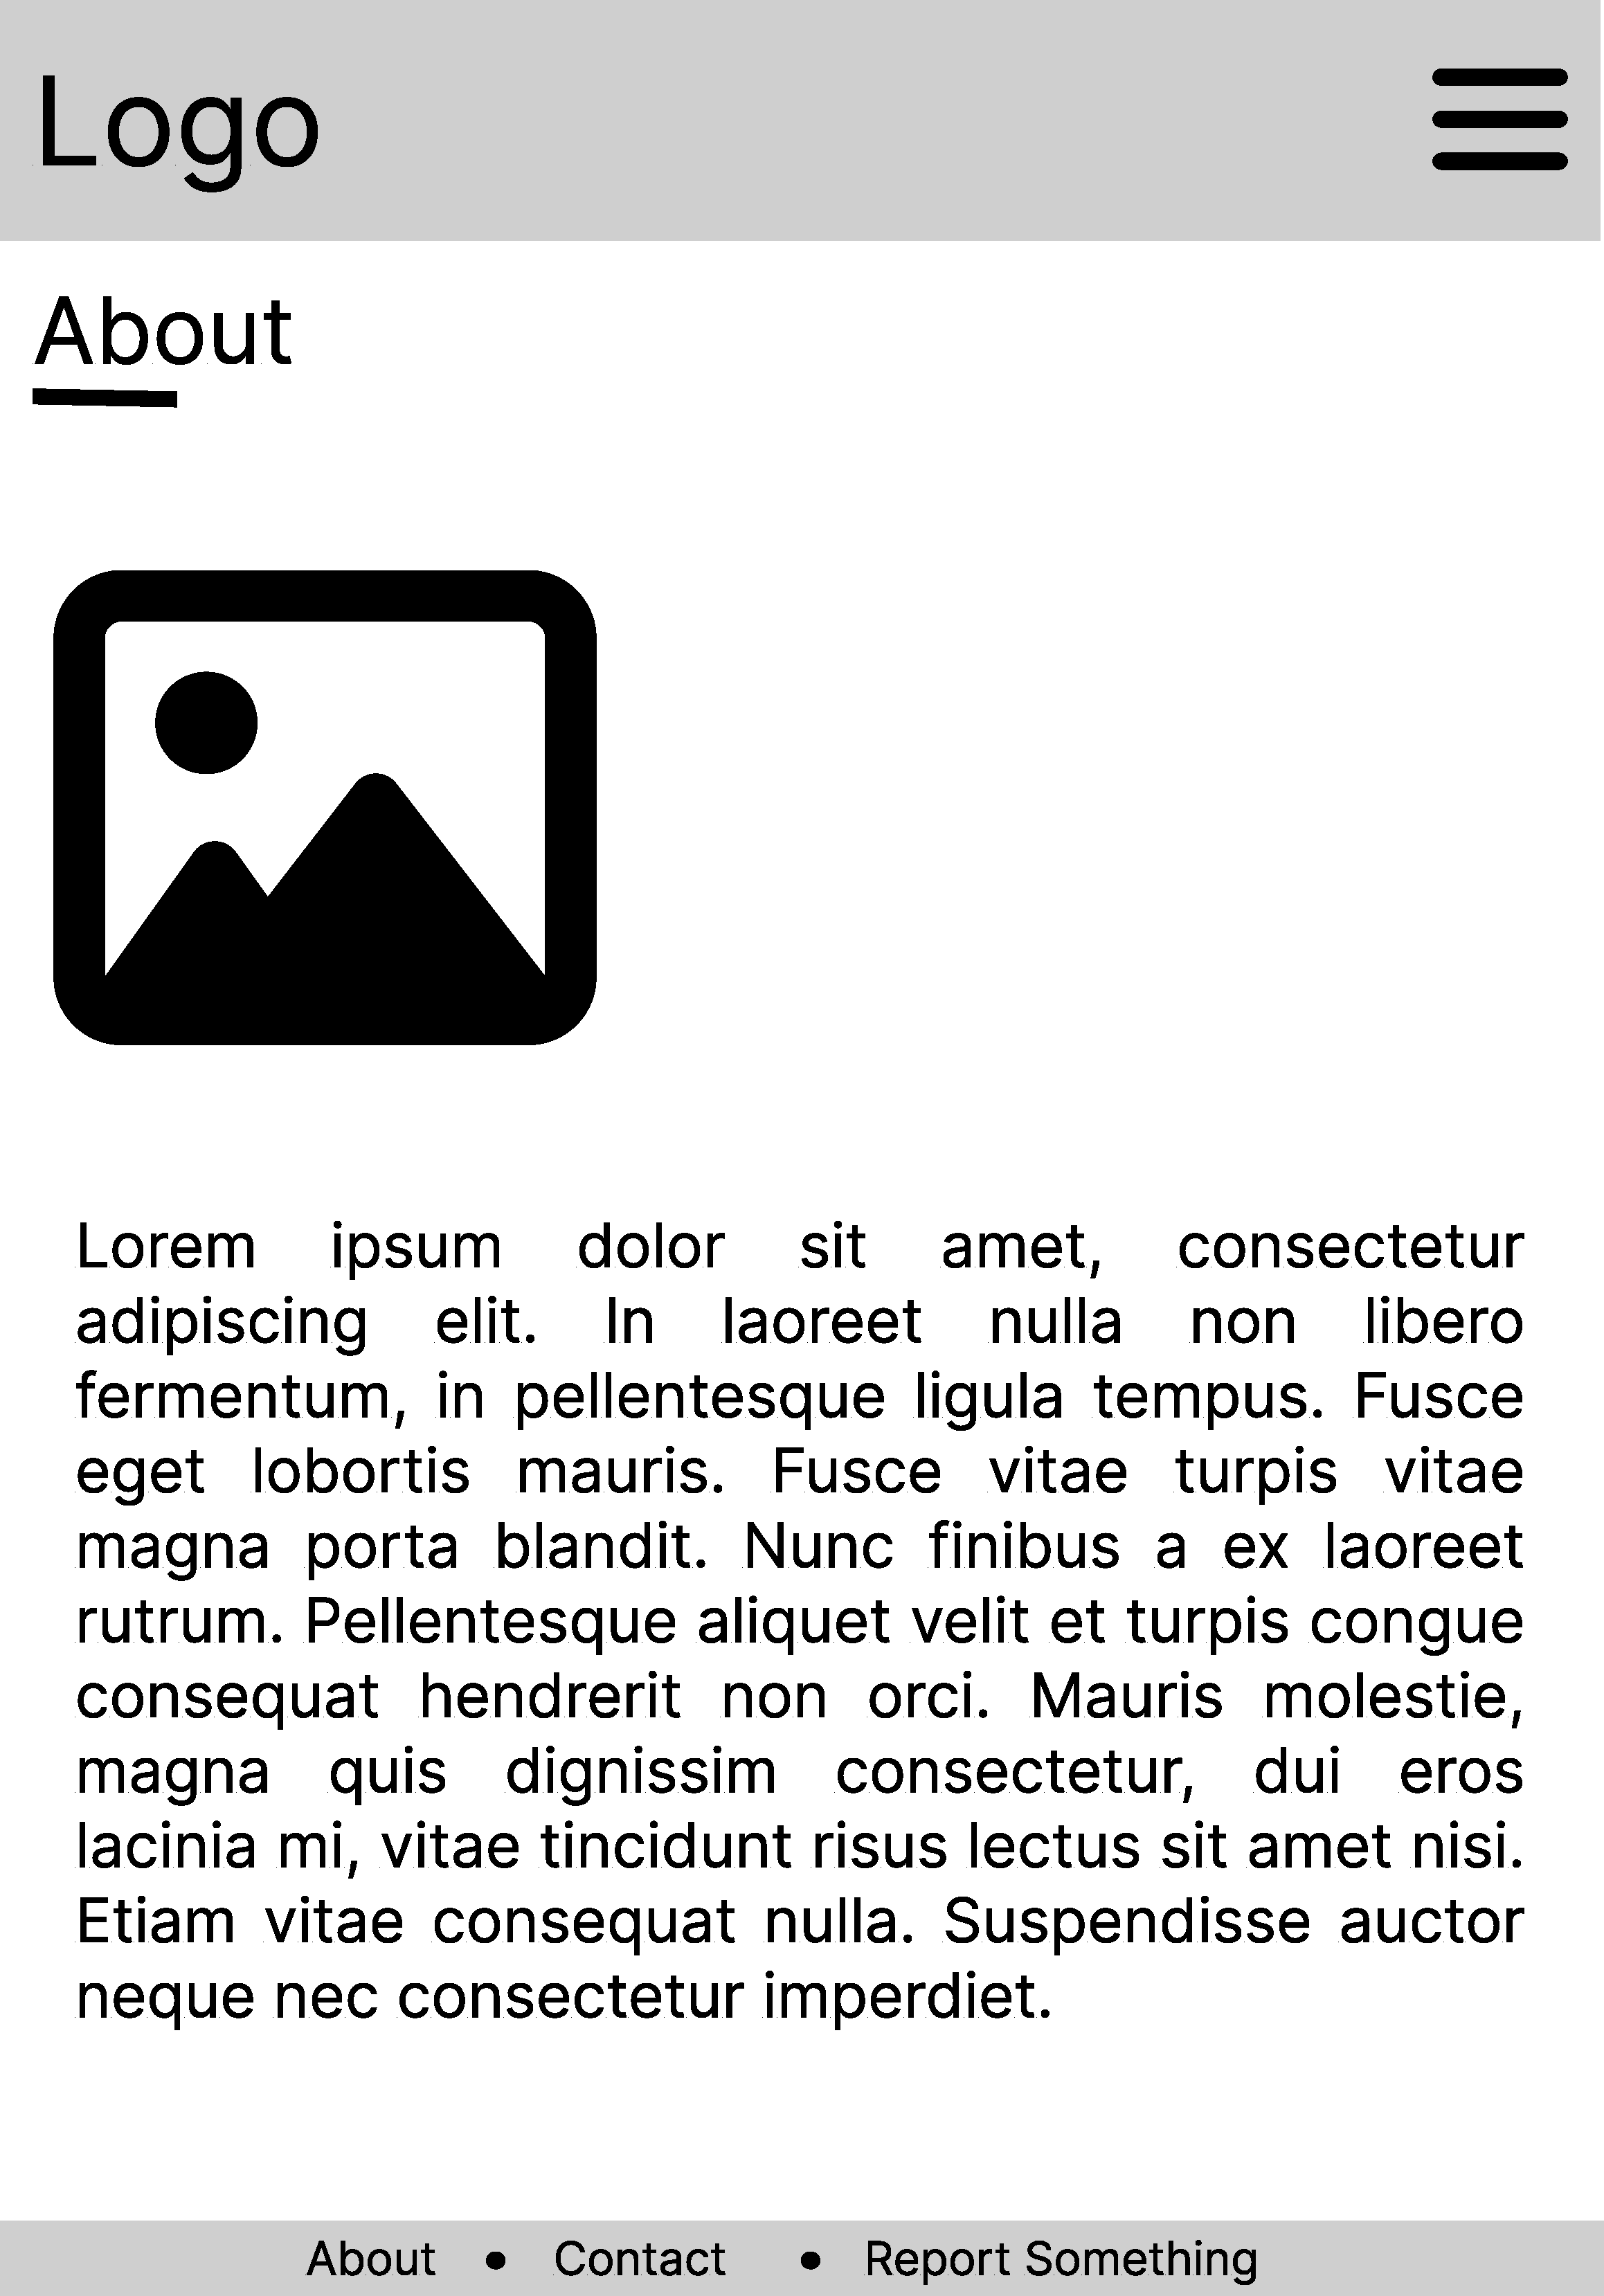 Logo
About
Lorem ipsum dolor sit amet, consectetur
adipiscing elit. In laoreet nulla non libero
fermentum, in pellentesque ligula tempus. Fusce
eget lobortis mauris. Fusce vitae turpis vitae
magna porta blandit. Nunc finibus a ex laoreet
rutrum. Pellentesque aliquet velit et turpis congue
consequat hendrerit non orci. Mauris molestie,
magna quis dignissim consectetur, dui eros
lacinia mi, vitae tincidunt risus lectus sit amet nisi.
Etiam vitae consequat nulla. Suspendisse auctor
neque nec consectetur imperdiet.
About • Contact • Report Something